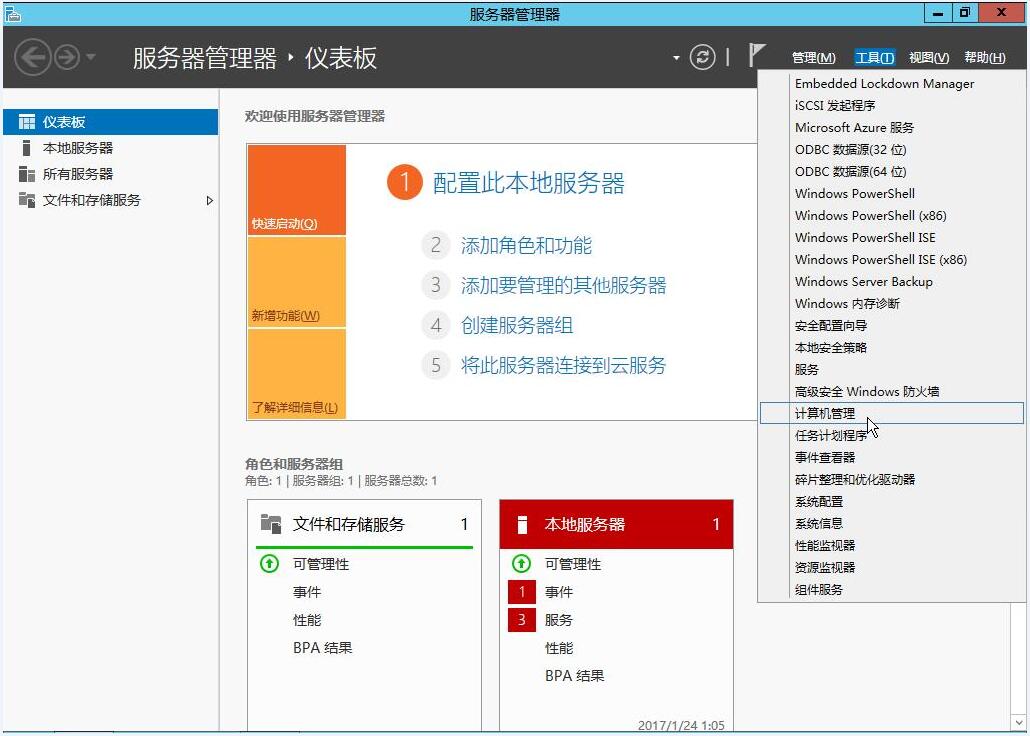 服务器管理器
服务器管理器 · 仪表板
管理(M) 工具(T) 视图(V) 帮助(H)
仪表板
本地服务器
所有服务器
文件和存储服务
欢迎使用服务器管理器
快速启动(Q)
新增功能(W)
了解详细信息(L)
1 配置此本地服务器
2 添加角色和功能
3 添加要管理的其他服务器
4 创建服务器组
5 将此服务器连接到云服务
角色和服务器组
角色: 1 | 服务器组: 1 | 服务器总数: 1
文件和存储服务 1
可管理性
事件
性能
BPA 结果
本地服务器 1
可管理性
1 事件
3 服务
性能
BPA 结果
2017/1/24 1:05
Embedded Lockdown Manager
iSCSI 发起程序
Microsoft Azure 服务
ODBC 数据源(32 位)
ODBC 数据源(64 位)
Windows PowerShell
Windows PowerShell (x86)
Windows PowerShell ISE
Windows PowerShell ISE (x86)
Windows Server Backup
Windows 内存诊断
安全配置向导
本地安全策略
服务
高级安全 Windows 防火墙
计算机管理
任务计划程序
事件查看器
碎片整理和优化驱动器
系统配置
系统信息
性能监视器
资源监视器
组件服务